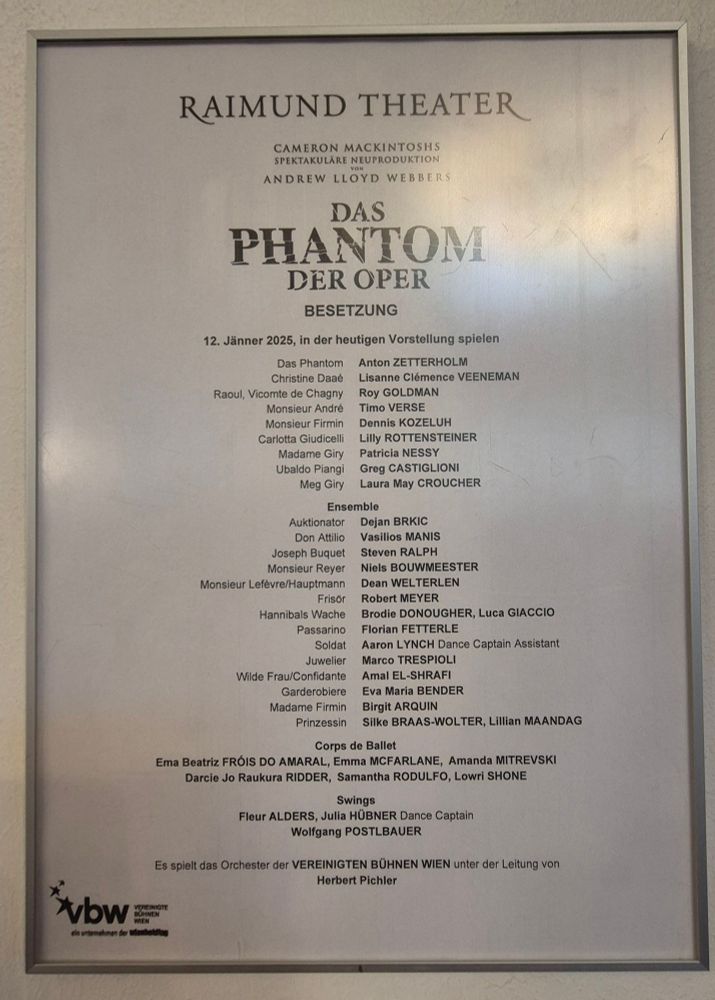 RAIMUND THEATER
CAMERON MACKINTOSHS
SPEKTAKULÄRE NEUPRODUKTION
VON
ANDREW LLOYD WEBBERS
DAS
PHANTOM
DER OPER
BESETZUNG
12. Jänner 2025, in der heutigen Vorstellung spielen
Das Phantom Anton ZETTERHOLM
Christine Daaé Lisanne Clémence VEENEMAN
Raoul, Vicomte de Chagny Roy GOLDMAN
Monsieur André Timo VERSE
Monsieur Firmin Dennis KOZELUH
Carlotta Giudicelli Lilly ROTTENSTEINER
Madame Giry Patricia NESSY
Ubaldo Piangi Greg CASTIGLIONI
Meg Giry Laura May CROUCHER
Ensemble
Auktionator Dejan BRKIC
Don Attilio Vasilios MANIS
Joseph Buquet Steven RALPH
Monsieur Reyer Niels BOUWMEESTER
Monsieur Lefèvre/Hauptmann Dean WELTERLEN
Frisör Robert MEYER
Hannibals Wache Brodie DONOUGHER, Luca GIACCIO
Passarino Florian FETTERLE
Soldat Aaron LYNCH Dance Captain Assistant
Juwelier Marco TRESPIOLI
Wilde Frau/Confidante Amal EL-SHRAFI
Garderobiere Eva Maria BENDER
Madame Firmin Birgit ARQUIN
Prinzessin Silke BRAAS-WOLTER, Lillian MAANDAG
Corps de Ballet
Ema Beatriz FRÓIS DO AMARAL, Emma MCFARLANE, Amanda MITREVSKI
Darcie Jo Raukura RIDDER, Samantha RODULFO, Lowri SHONE
Swings
Fleur ALDERS, Julia HÜBNER Dance Captain
Wolfgang POSTLBAUER
Es spielt das Orchester der VEREINIGTEN BÜHNEN WIEN unter der Leitung von
Herbert Pichler
vbw VEREINIGTE
BÜHNEN
WIEN
ein unternehmen der wienholding